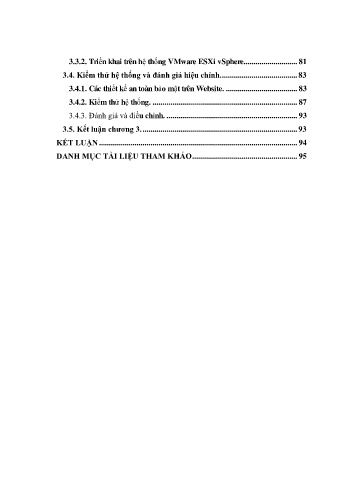 3.3.2. Triển khai trên hệ thống VMware ESXi vSphere.......................... 81
3.4. Kiểm thử hệ thống và đánh giá hiệu chỉnh..................................... 83
3.4.1. Các thiết kế an toàn bảo mật trên Website. ................................... 83
3.4.2. Kiểm thử hệ thống. ..................................................................... 87
3.4.3. Đánh giá và điều chỉnh. ............................................................... 93
3.5. Kết luận chương 3. ......................................................................... 93
KẾT LUẬN ............................................................................................. 94
DANH MỤC TÀI LIỆU THAM KHẢO................................................... 95